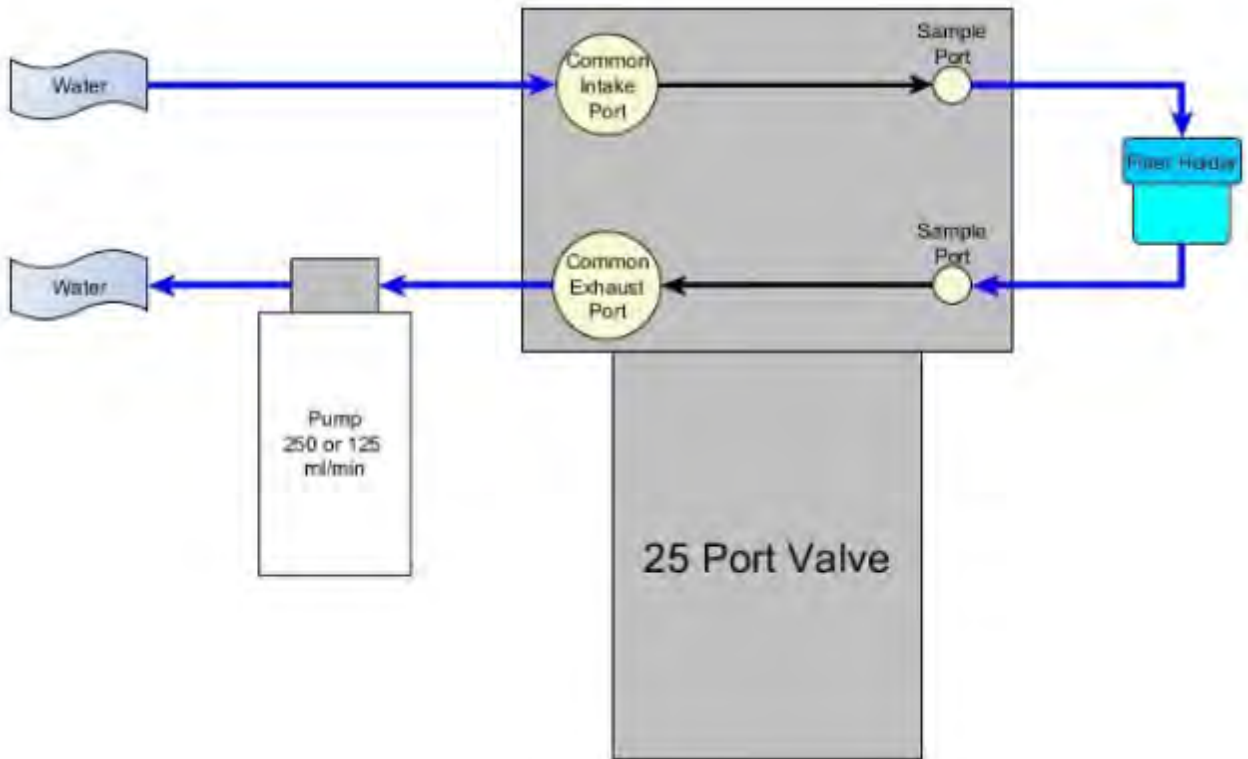 Water
Common
Intake
Port
Sample
Port
Filter Holder
Water
Common
Exhaust
Port
Sample
Port
Pump
250 or 125
ml/min
25 Port Valve